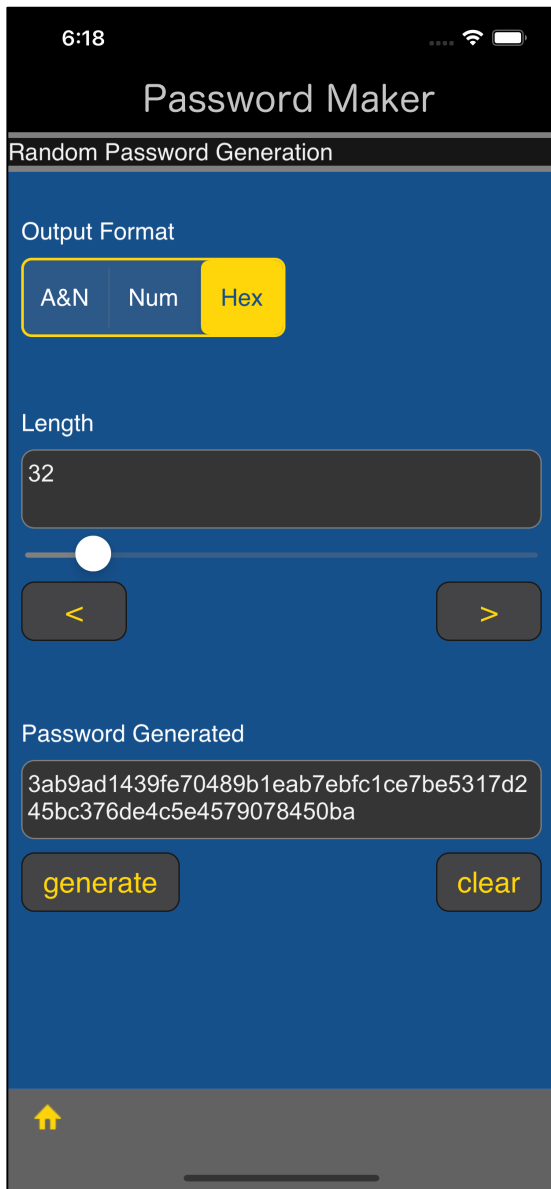 6:18
Password Maker
Random Password Generation
Output Format
A&N Num Hex
Length
32
< >
Password Generated
3ab9ad1439fe70489b1eab7ebfc1ce7be5317d2
45bc376de4c5e4579078450ba
generate clear